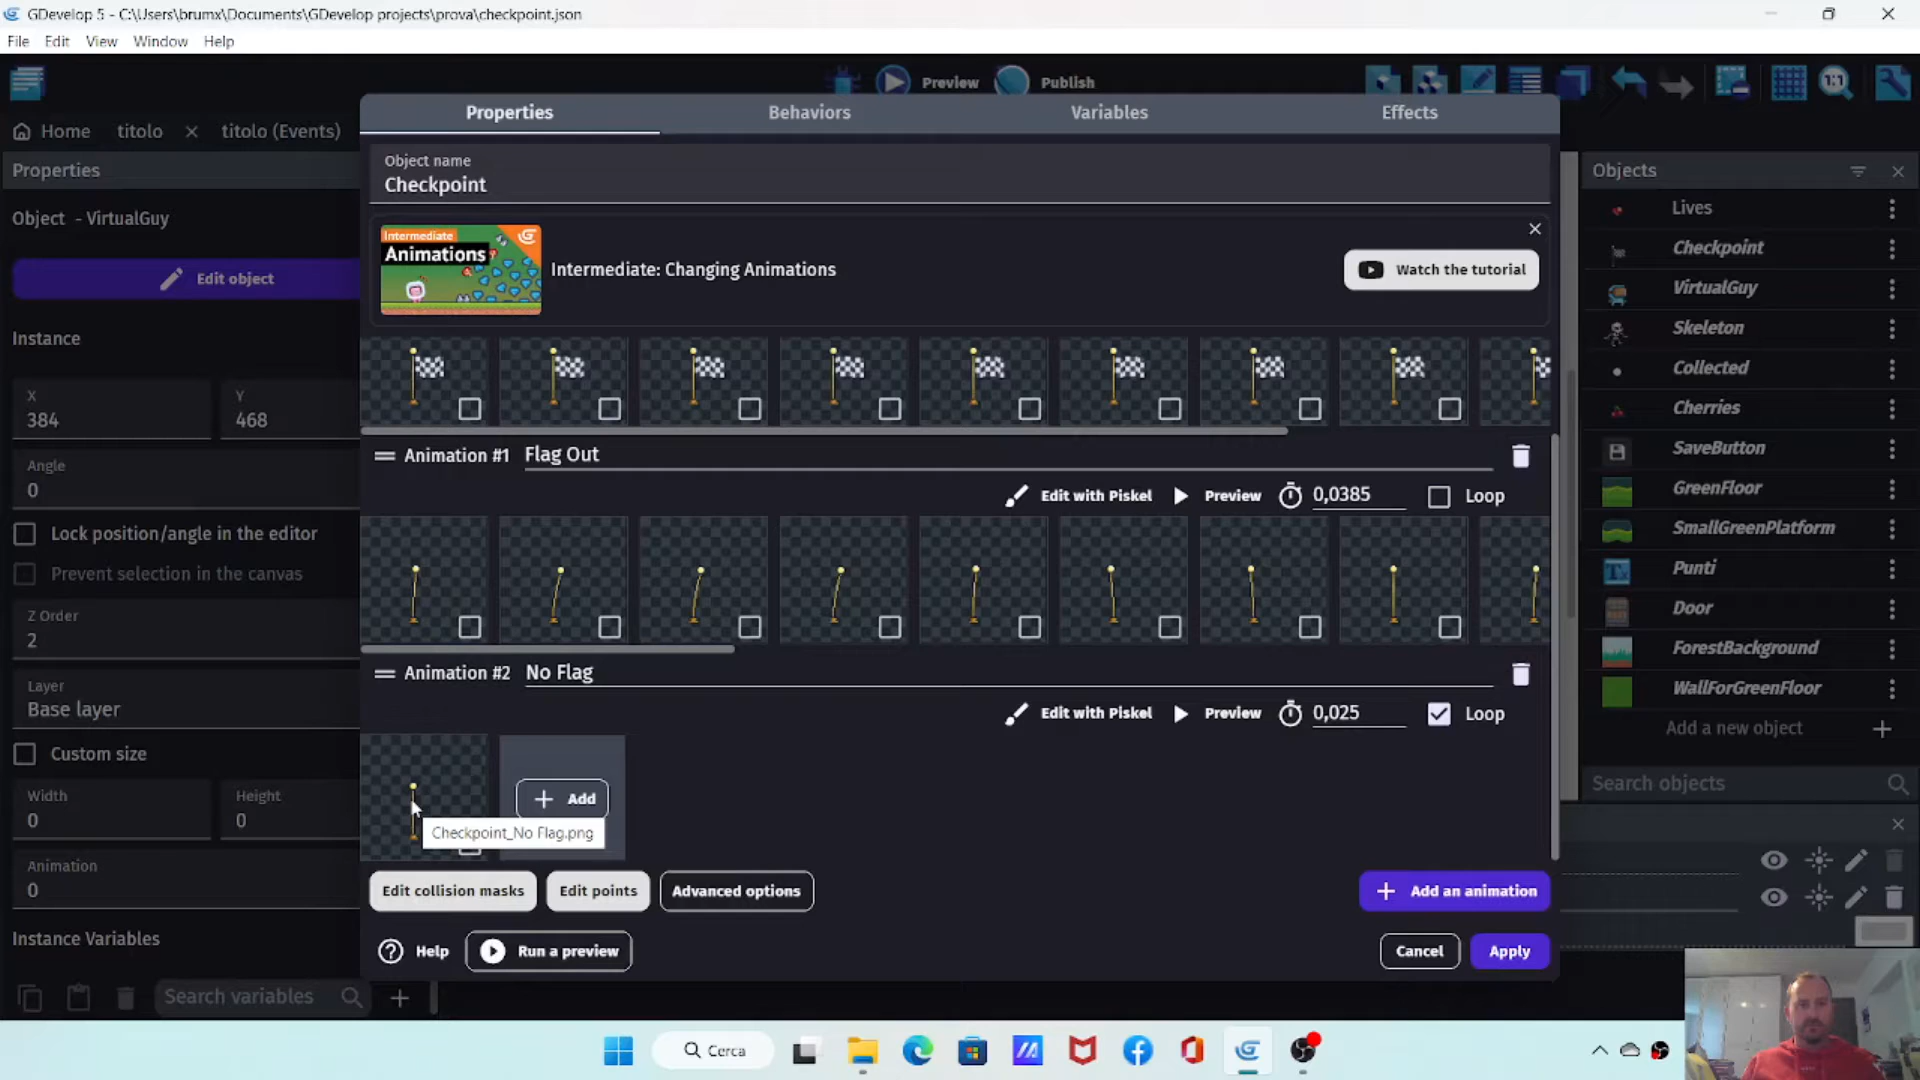 GDevelop 5 - C:\Users\brumx\Documents\GDevelop projects\prova\checkpoint.json
File Edit View Window Help
Preview Publish
Home titolo titolo (Events)
Properties Behaviors Variables Effects
Properties
Object - VirtualGuy
Edit object
Instance
X
384
Y
468
Angle
0
Lock position/angle in the editor
Prevent selection in the canvas
Z Order
2
Layer
Base layer
Custom size
Width
0
Height
0
Animation
0
Instance Variables
Search variables
Object name
Checkpoint
Intermediate
Animations
Intermediate: Changing Animations
Watch the tutorial
Animation #1 Flag Out
Edit with Piskel Preview 0,0385 Loop
Animation #2 No Flag
Edit with Piskel Preview 0,025 Loop
Add
Checkpoint_No Flag.png
Edit collision masks Edit points Advanced options
Add an animation
Help Run a preview
Cancel Apply
Objects
Lives
Checkpoint
VirtualGuy
Skeleton
Collected
Cherries
SaveButton
GreenFloor
SmallGreenPlatform
Punti
Door
ForestBackground
WallForGreenFloor
Add a new object
Search objects
1:1
Cerca